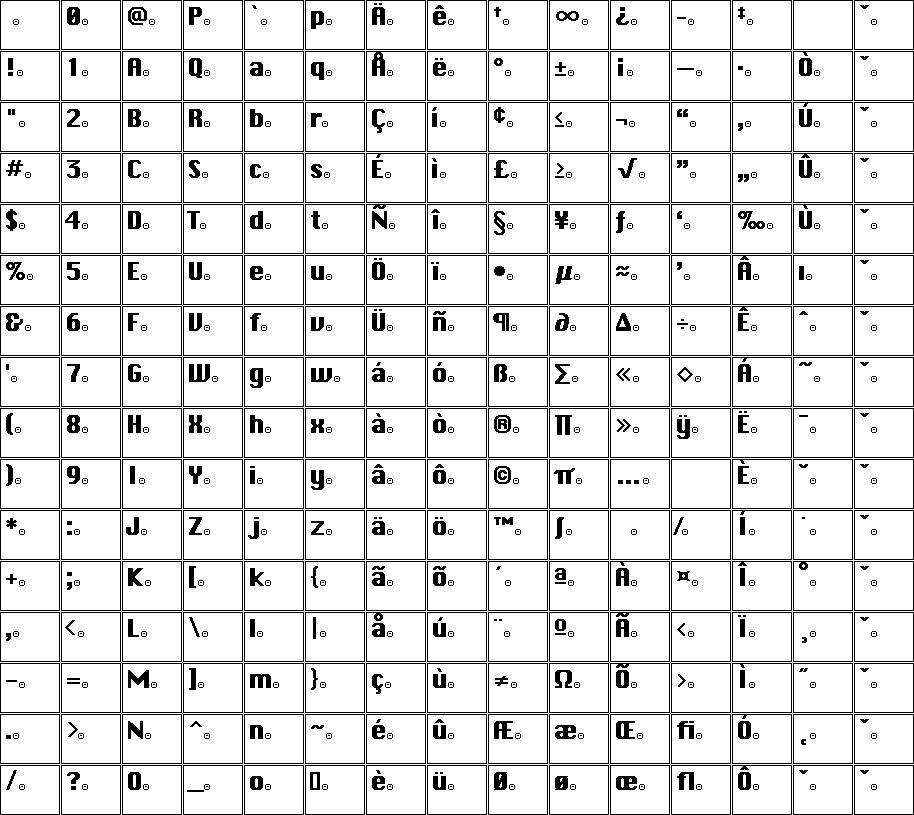 0 @ P ` p Ä ê † ∞ ¿ – ‡ ˇ
! 1 A Q a q Å ë ° ± ¡ — · Ò ˇ
" 2 B R b r Ç í ¢ ≤ ¬ “ ‚ Ú ˇ
# 3 C S c s É ì £ ≥ √ ” „ Û ˇ
$ 4 D T d t Ñ î § ¥ ƒ ‘ ‰ Ù ˇ
% 5 E U e u Ö ï • µ ≈ ’ Â ı ˇ
& 6 F V f v Ü ñ ¶ ∂ ∆ ÷ Ê ˆ ˇ
' 7 G W g w á ó ß ∑ « ◊ Á ˜ ˇ
( 8 H X h x à ò ® ∏ » ÿ Ë ¯ ˇ
) 9 I Y i y â ô © π … È ˘ ˇ
* : J Z j z ä ö ™ ∫ / Í ˙ ˇ
+ ; K [ k { ã õ ´ ª À ¤ Î ˚ ˇ
, < L \ l | å ú ¨ º Ã ‹ Ï ¸ ˇ
- = M ] m } ç ù ≠ Ω Õ › Ì ˝ ˇ
. > N ^ n ~ é û Æ æ Œ fi Ó ˛ ˇ
/ ? O _ o è ü Ø ø œ fl Ô ˇ ˇ